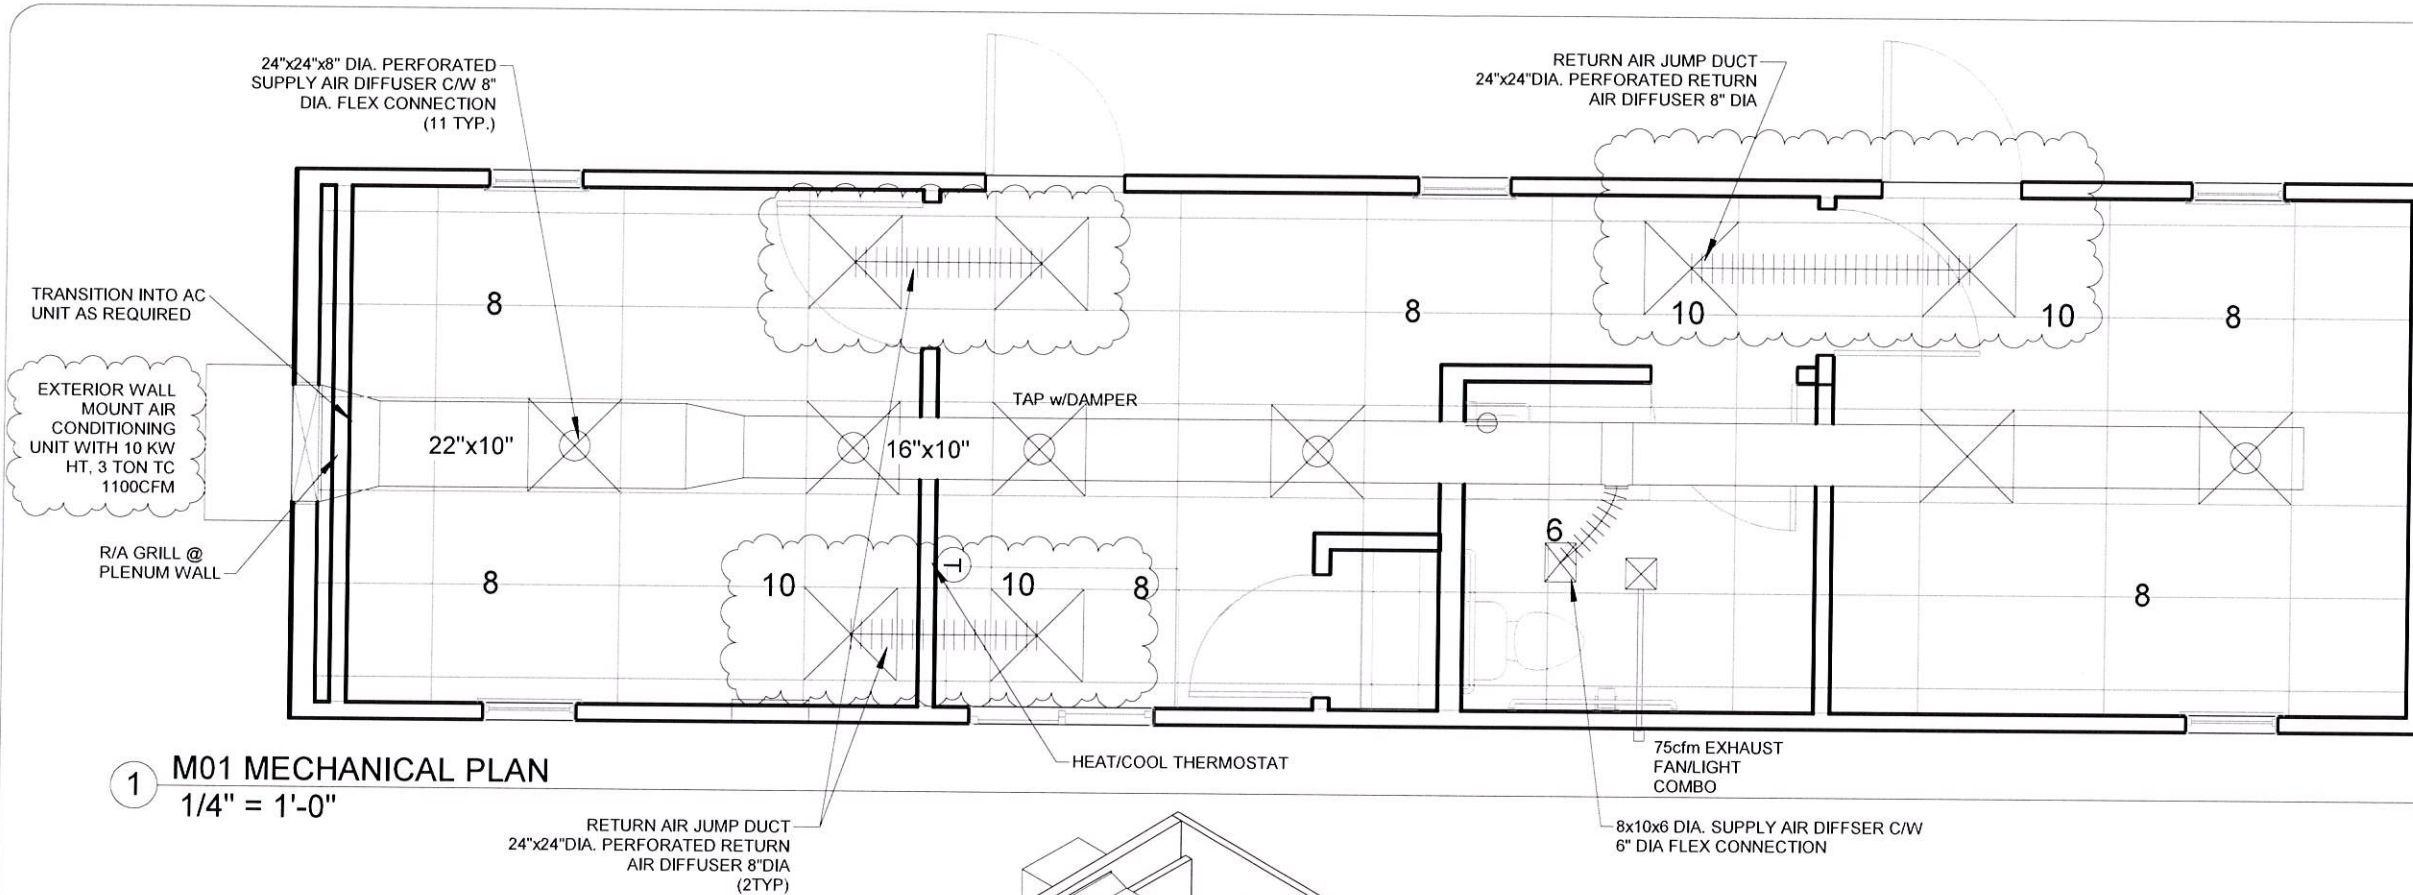 24"x24"x8" DIA. PERFORATED
SUPPLY AIR DIFFUSER C/W 8"
DIA. FLEX CONNECTION
(11 TYP.)
RETURN AIR JUMP DUCT
24"x24"DIA. PERFORATED RETURN
AIR DIFFUSER 8" DIA
TRANSITION INTO AC
UNIT AS REQUIRED
8
8
10
10
8
EXTERIOR WALL
MOUNT AIR
CONDITIONING
UNIT WITH 10 KW
HT, 3 TON TC
1100CFM
22"x10"
16"x10"
TAP w/DAMPER
R/A GRILL @
PLENUM WALL
8
10
T
10
8
6
8
HEAT/COOL THERMOSTAT
75cfm EXHAUST
FAN/LIGHT
COMBO
1
M01 MECHANICAL PLAN
1/4" = 1'-0"
RETURN AIR JUMP DUCT
24"x24"DIA. PERFORATED RETURN
AIR DIFFUSER 8"DIA
(2TYP)
8x10x6 DIA. SUPPLY AIR DIFFSER C/W
6" DIA FLEX CONNECTION